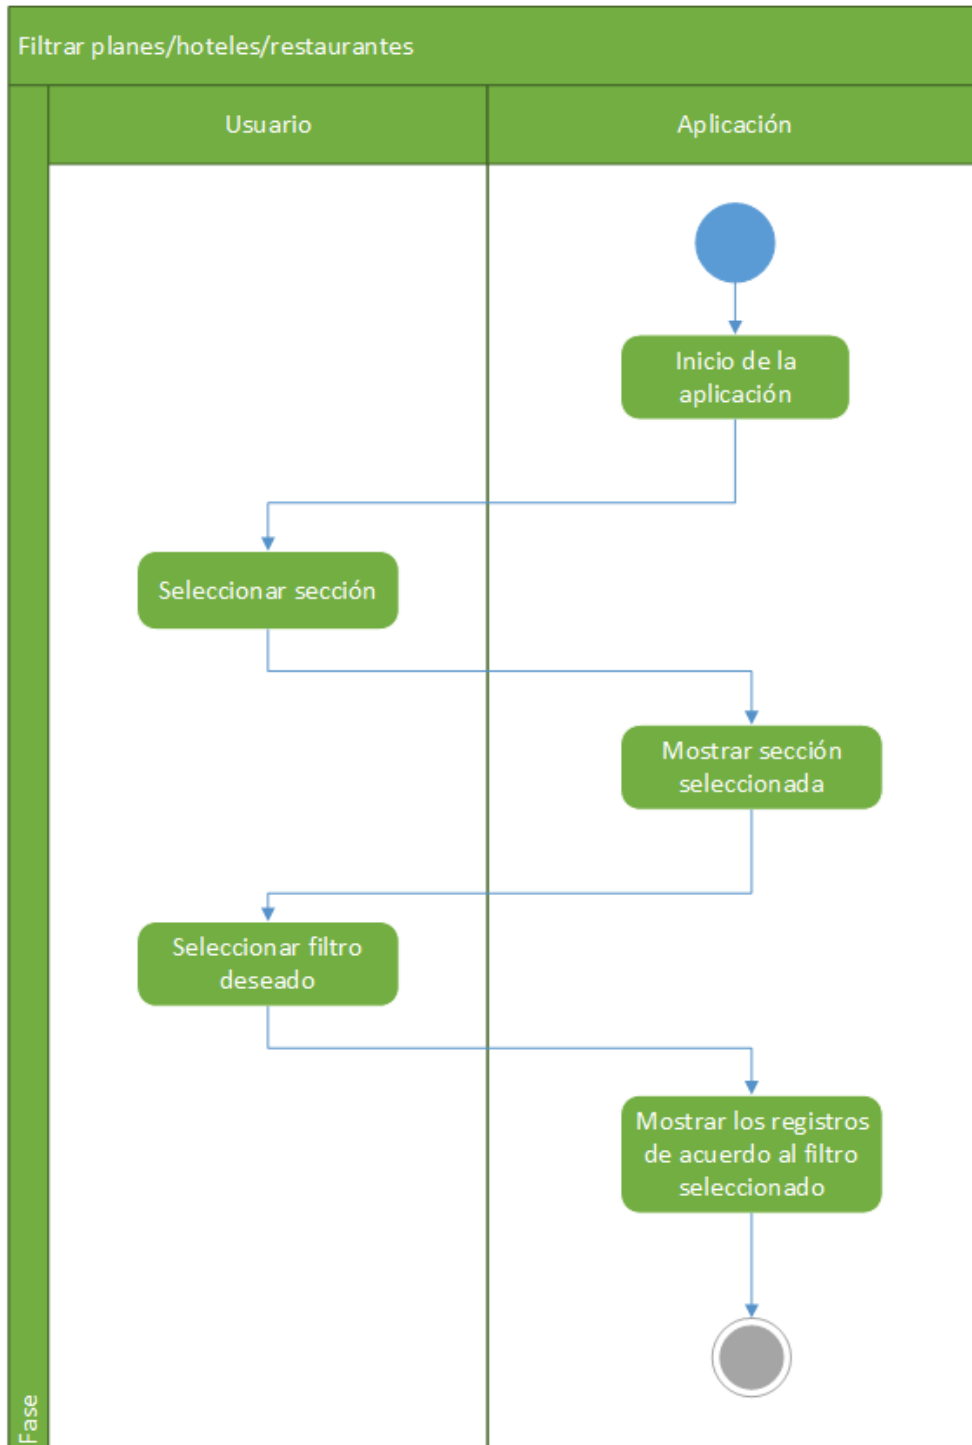 Filtrar planes/hoteles/restaurantes
Usuario
Aplicación
Inicio de la
aplicación
Seleccionar sección
Mostrar sección
seleccionada
Seleccionar filtro
deseado
Mostrar los registros
de acuerdo al filtro
seleccionado
Fase